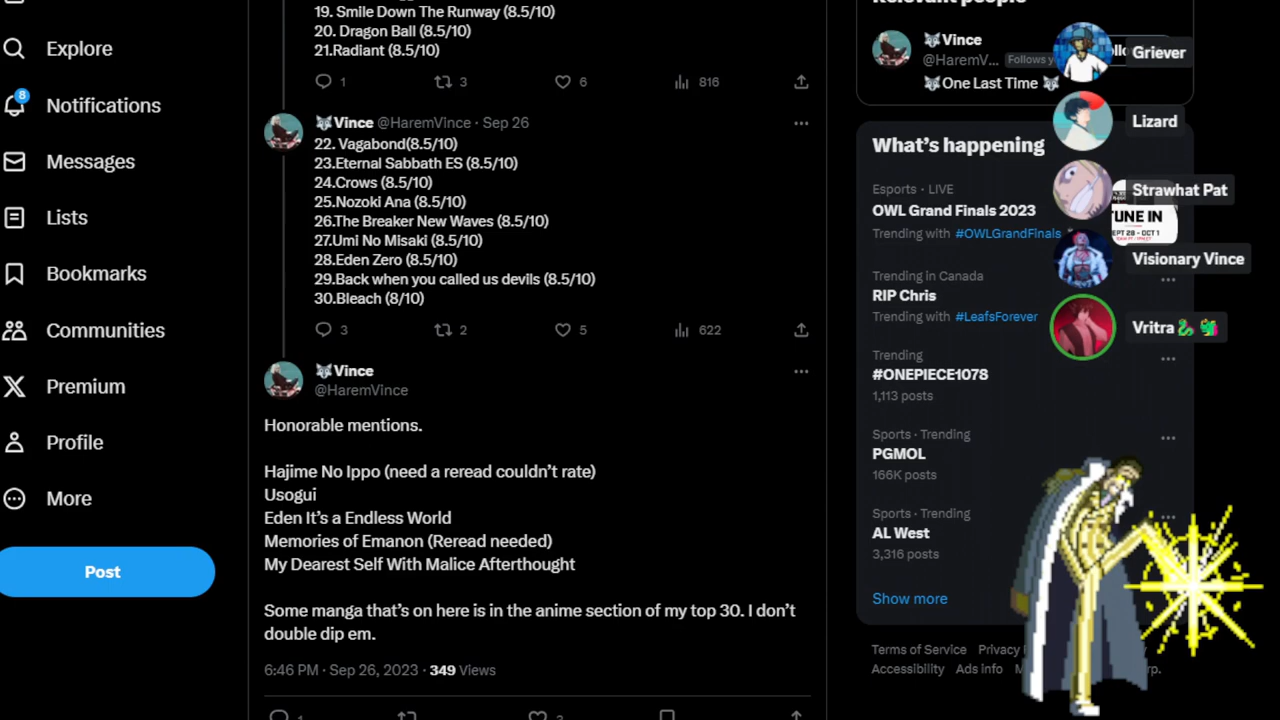 Explore
8
Notifications
Messages
Lists
Bookmarks
Communities
Premium
Profile
More
Post
19. Smile Down The Runway (8.5/10)
20. Dragon Ball (8.5/10)
21.Radiant (8.5/10)
1 3 6 816
Vince @HaremVince · Sep 26
22. Vagabond(8.5/10)
23.Eternal Sabbath ES (8.5/10)
24.Crows (8.5/10)
25.Nozoki Ana (8.5/10)
26.The Breaker New Waves (8.5/10)
27.Umi No Misaki (8.5/10)
28.Eden Zero (8.5/10)
29.Back when you called us devils (8.5/10)
30.Bleach (8/10)
3 2 5 622
Vince
@HaremVince
Honorable mentions.
Hajime No Ippo (need a reread couldn't rate)
Usogui
Eden It's a Endless World
Memories of Emanon (Reread needed)
My Dearest Self With Malice Afterthought
Some manga that's on here is in the anime section of my top 30. I don't
double dip em.
6:46 PM · Sep 26, 2023 · 349 Views
Relevant people
Vince
@HaremV... Follows y
One Last Time
What's happening
Esports · LIVE
OWL Grand Finals 2023
Trending with #OWLGrandFinals
TUNE IN
SEPT 28 - OCT 1
Trending in Canada
RIP Chris
Trending with #LeafsForever
Trending
#ONEPIECE1078
1,113 posts
Sports · Trending
PGMOL
166K posts
Sports · Trending
AL West
3,316 posts
Show more
Terms of Service Privacy
Accessibility Ads info
Griever
Lizard
Strawhat Pat
Visionary Vince
Vritra